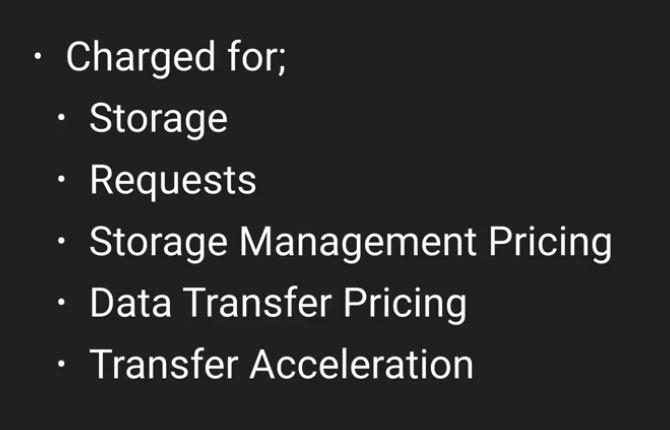 • Charged for;
• Storage
• Requests
• Storage Management Pricing
• Data Transfer Pricing
• Transfer Acceleration